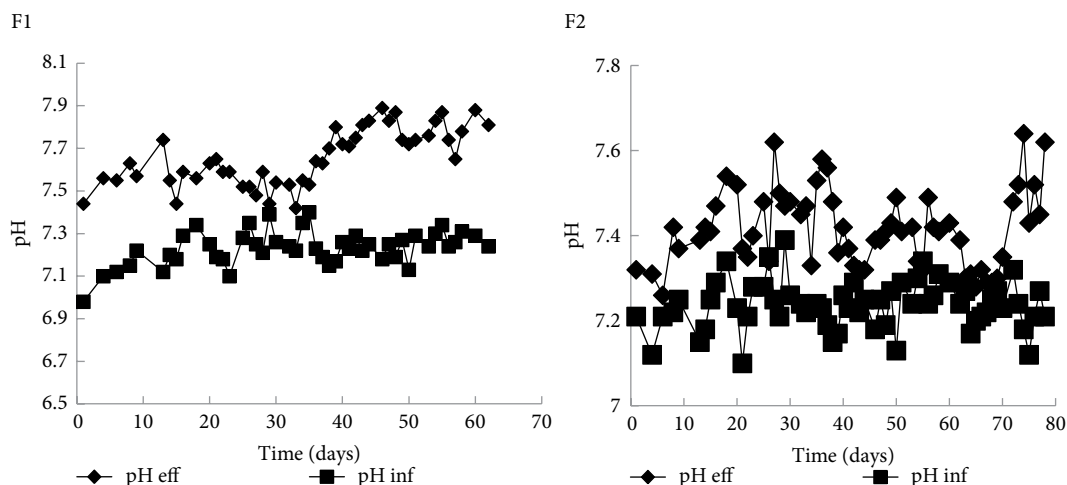 F1
8.1
7.9
7.7
7.5
7.3
7.1
6.9
6.7
6.5
pH
0 10 20 30 40 50 60 70
Time (days)
pH eff pH inf
F2
7.8
7.6
7.4
7.2
7
pH
0 10 20 30 40 50 60 70 80
Time (days)
pH eff pH inf